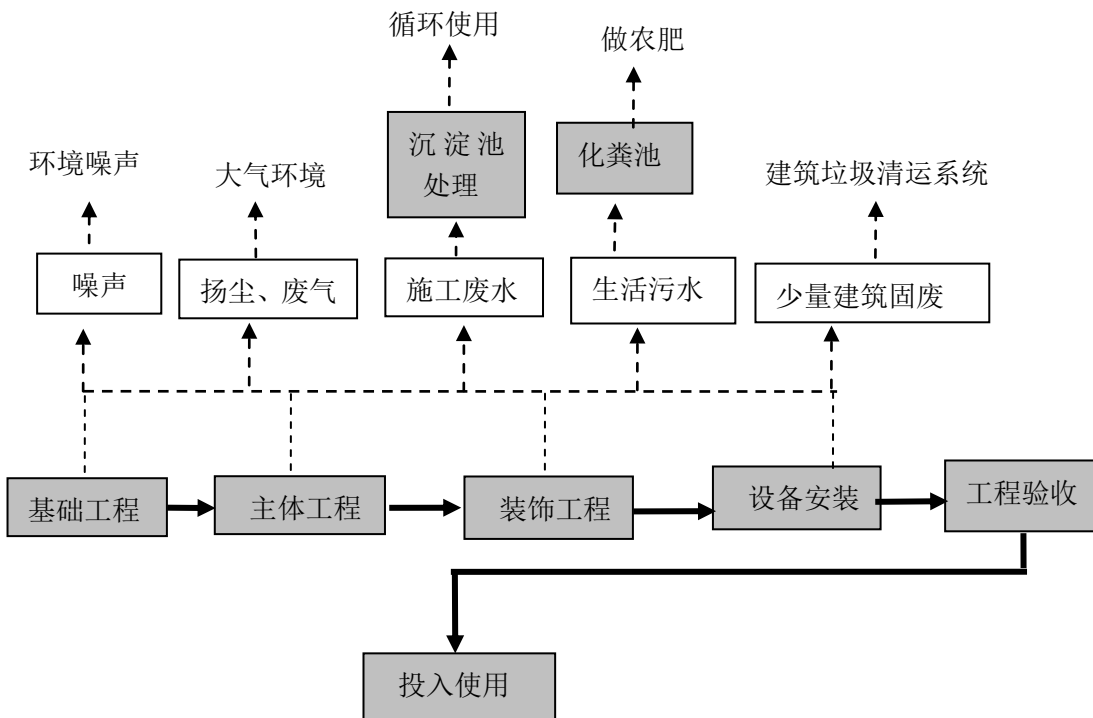 循环使用
做农肥
沉淀池
处理
化粪池
环境噪声
大气环境
建筑垃圾清运系统
噪声
扬尘、废气
施工废水
生活污水
少量建筑固废
基础工程
主体工程
装饰工程
设备安装
工程验收
投入使用